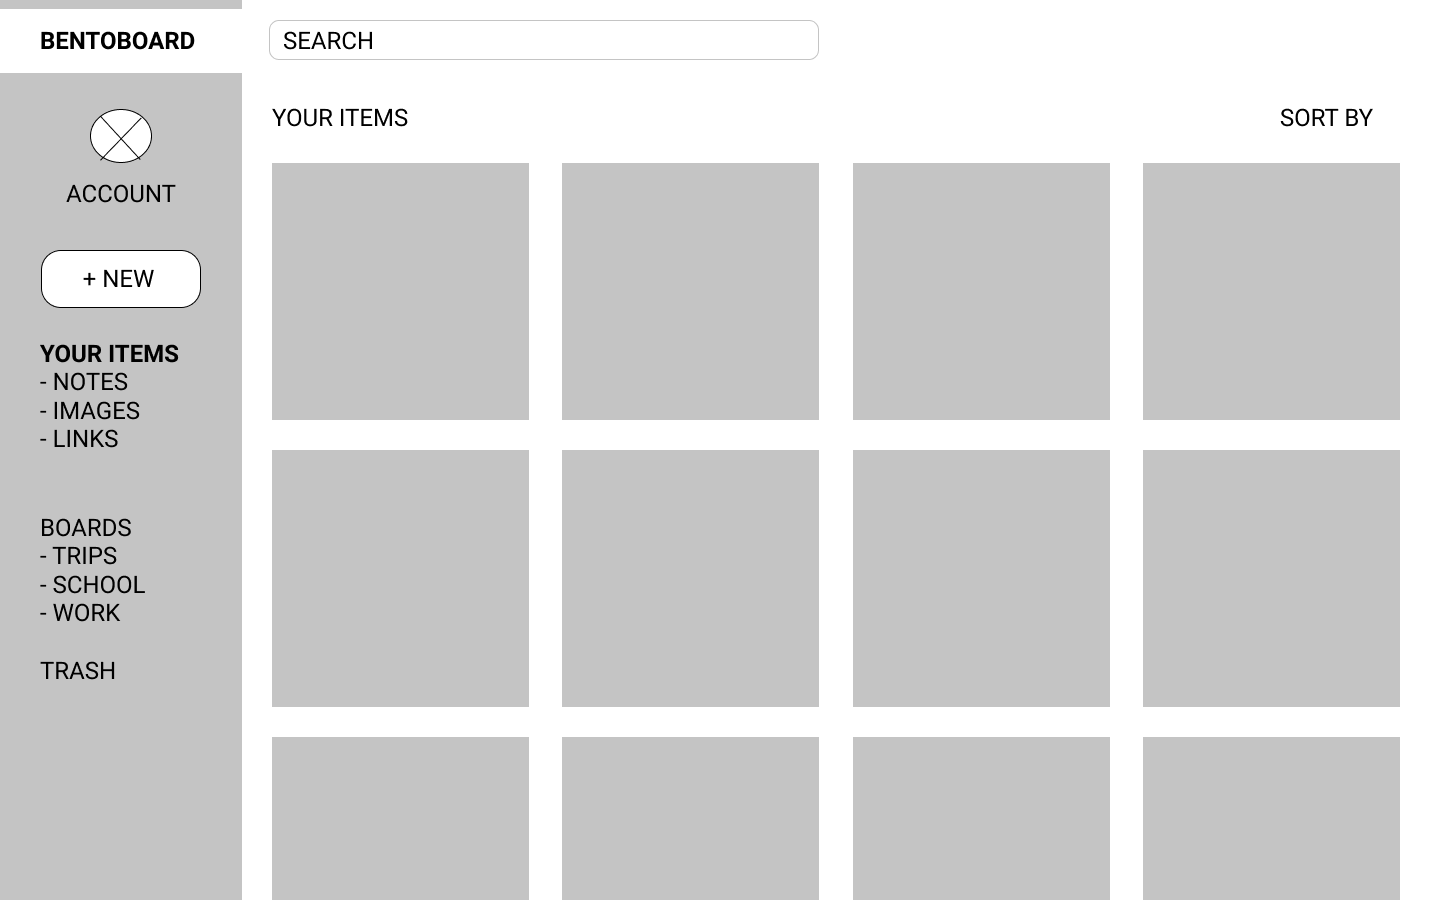 BENTOBOARD
SEARCH
ACCOUNT
+ NEW
YOUR ITEMS
- NOTES
- IMAGES
- LINKS
BOARDS
- TRIPS
- SCHOOL
- WORK
TRASH
YOUR ITEMS
SORT BY